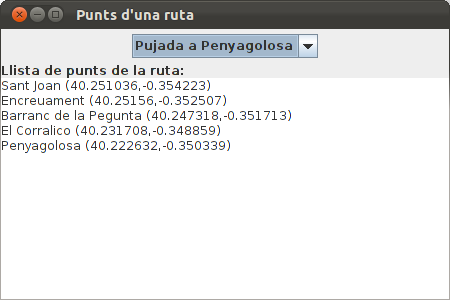 Punts d'una ruta
Pujada a Penyagolosa
Llista de punts de la ruta:
Sant Joan (40.251036,-0.354223)
Encreuament (40.25156,-0.352507)
Barranc de la Pegunta (40.247318,-0.351713)
El Corralico (40.231708,-0.348859)
Penyagolosa (40.222632,-0.350339)